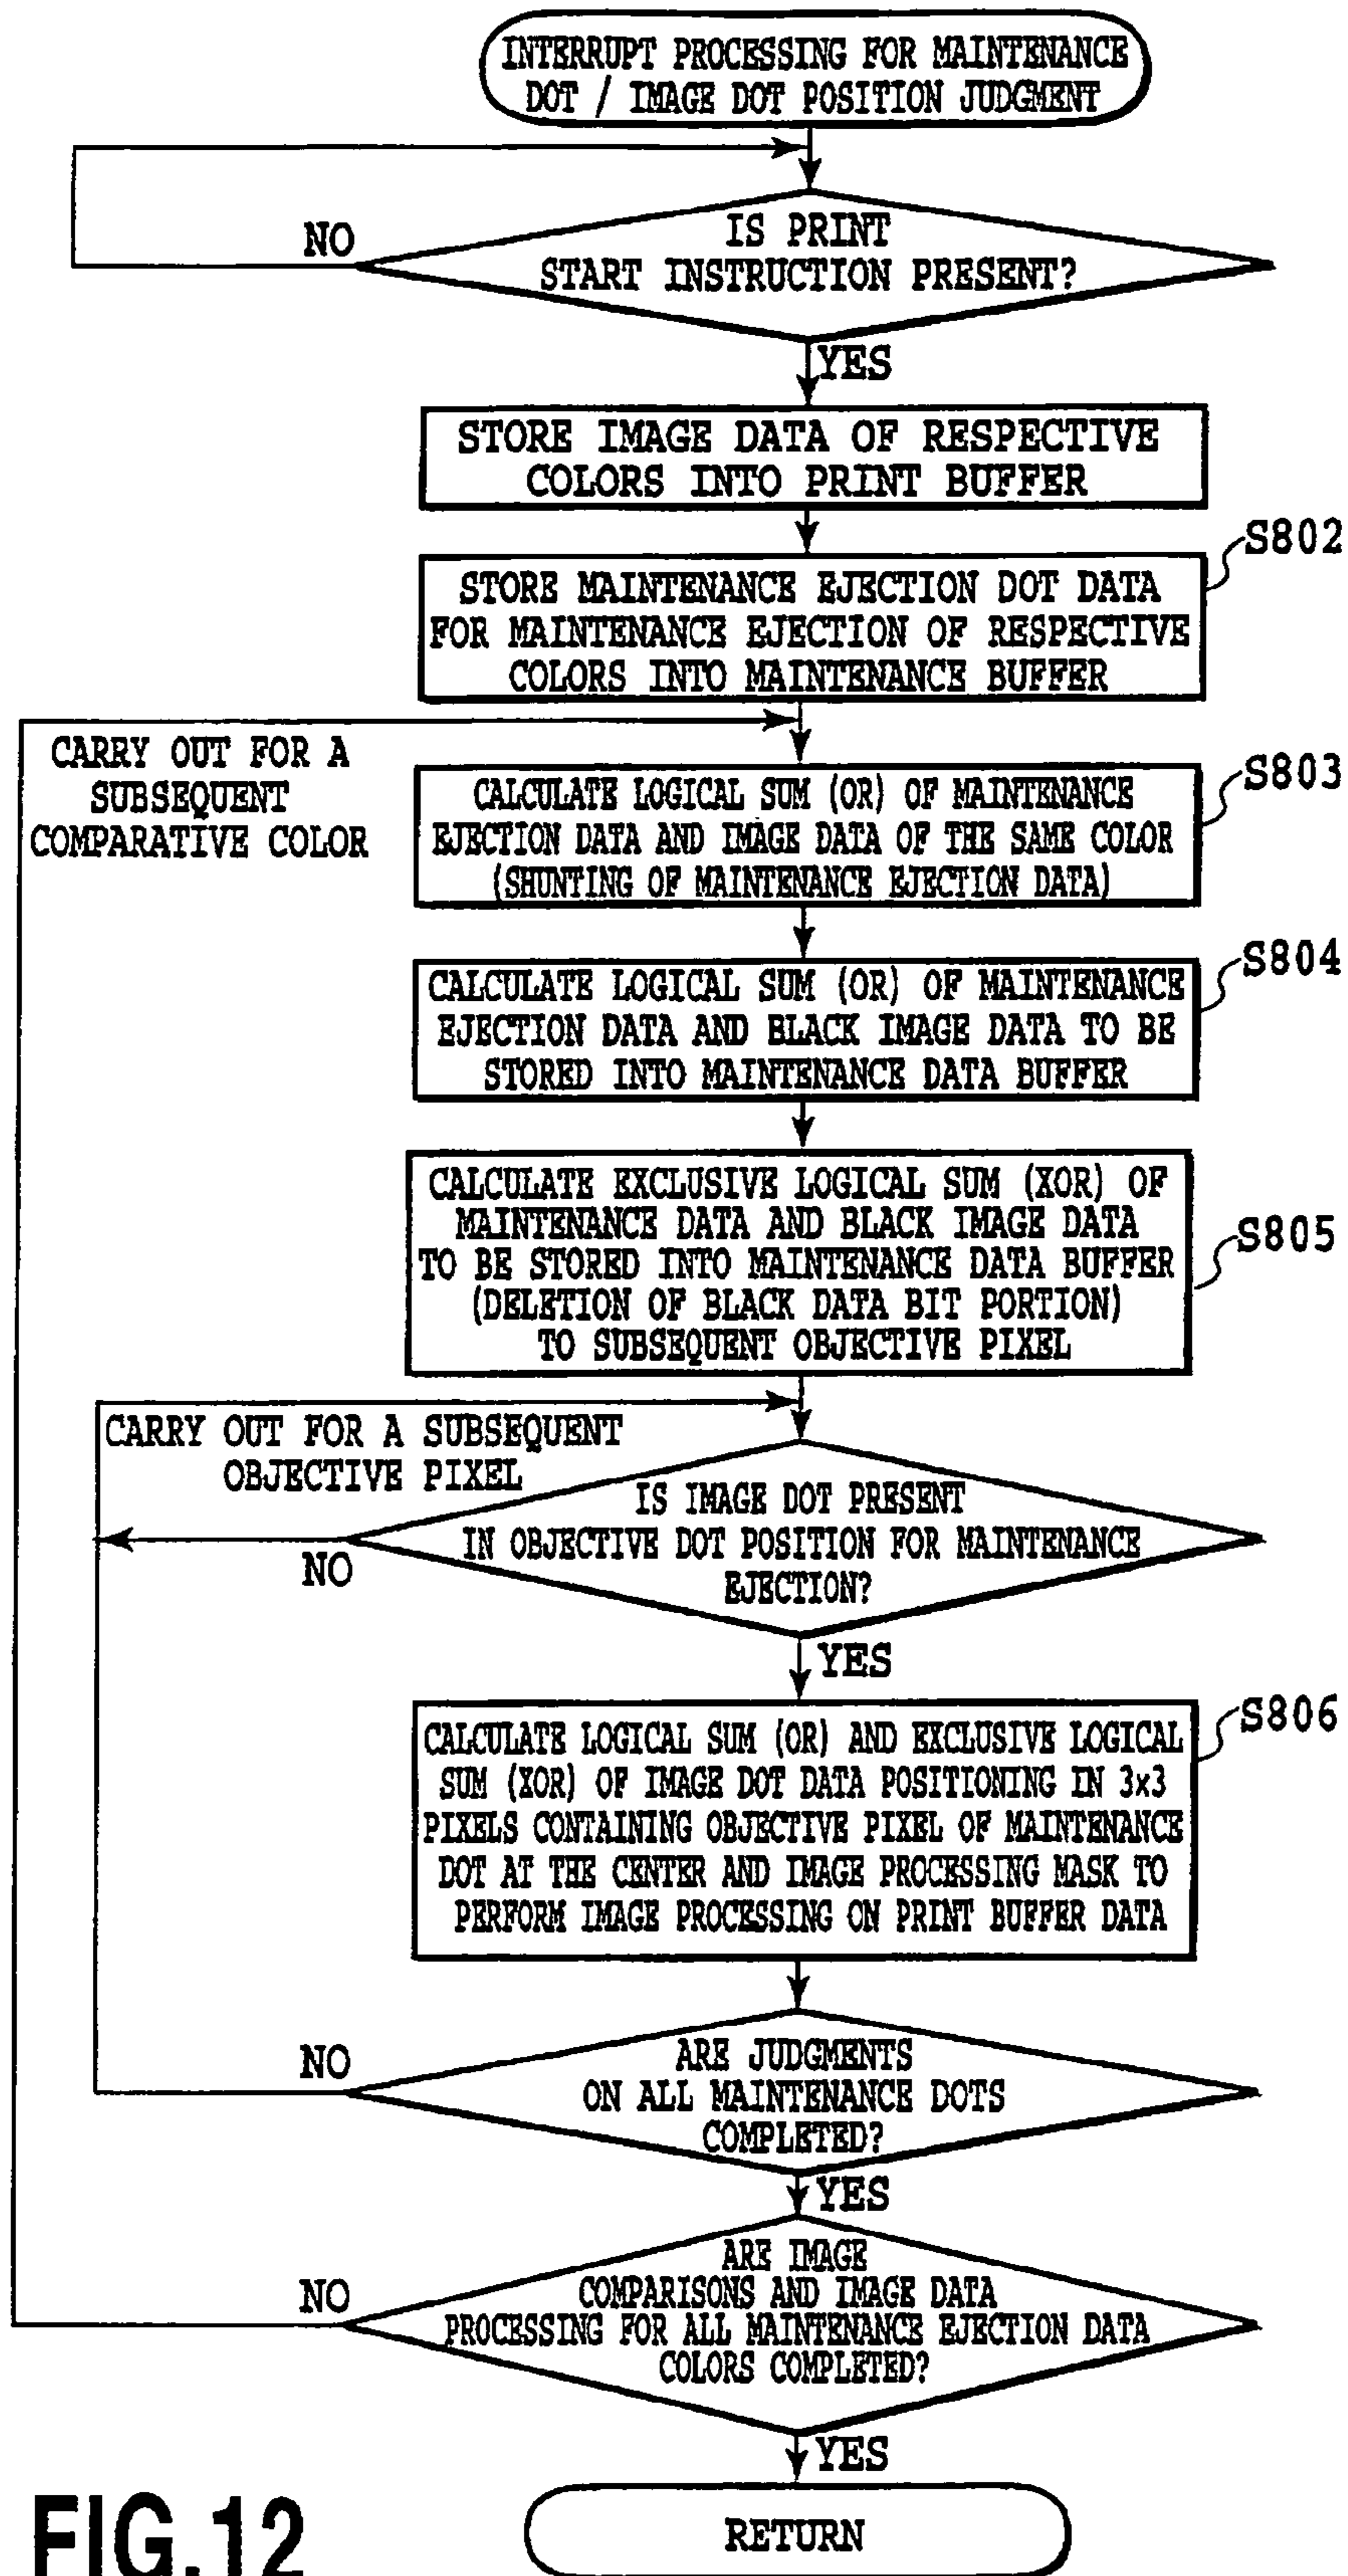 INTERRUPT PROCESSING FOR MAINTENANCE
DOT / IMAGE DOT POSITION JUDGMENT
IS PRINT
START INSTRUCTION PRESENT?
NO
YES
STORE IMAGE DATA OF RESPECTIVE
COLORS INTO PRINT BUFFER
S802
STORE MAINTENANCE EJECTION DOT DATA
FOR MAINTENANCE EJECTION OF RESPECTIVE
COLORS INTO MAINTENANCE BUFFER
CARRY OUT FOR A
SUBSEQUENT
COMPARATIVE COLOR
S803
CALCULATE LOGICAL SUM (OR) OF MAINTENANCE
EJECTION DATA AND IMAGE DATA OF THE SAME COLOR
(SHUNTING OF MAINTENANCE EJECTION DATA)
S804
CALCULATE LOGICAL SUM (OR) OF MAINTENANCE
EJECTION DATA AND BLACK IMAGE DATA TO BE
STORED INTO MAINTENANCE DATA BUFFER
CALCULATE EXCLUSIVE LOGICAL SUM (XOR) OF
MAINTENANCE DATA AND BLACK IMAGE DATA
TO BE STORED INTO MAINTENANCE DATA BUFFER
(DELETION OF BLACK DATA BIT PORTION)
TO SUBSEQUENT OBJECTIVE PIXEL
S805
CARRY OUT FOR A SUBSEQUENT
OBJECTIVE PIXEL
IS IMAGE DOT PRESENT
IN OBJECTIVE DOT POSITION FOR MAINTENANCE
EJECTION?
NO
YES
S806
CALCULATE LOGICAL SUM (OR) AND EXCLUSIVE LOGICAL
SUM (XOR) OF IMAGE DOT DATA POSITIONING IN 3x3
PIXELS CONTAINING OBJECTIVE PIXEL OF MAINTENANCE
DOT AT THE CENTER AND IMAGE PROCESSING MASK TO
PERFORM IMAGE PROCESSING ON PRINT BUFFER DATA
NO
ARE JUDGMENTS
ON ALL MAINTENANCE DOTS
COMPLETED?
YES
NO
ARE IMAGE
COMPARISONS AND IMAGE DATA
PROCESSING FOR ALL MAINTENANCE EJECTION DATA
COLORS COMPLETED?
YES
RETURN
FIG.12